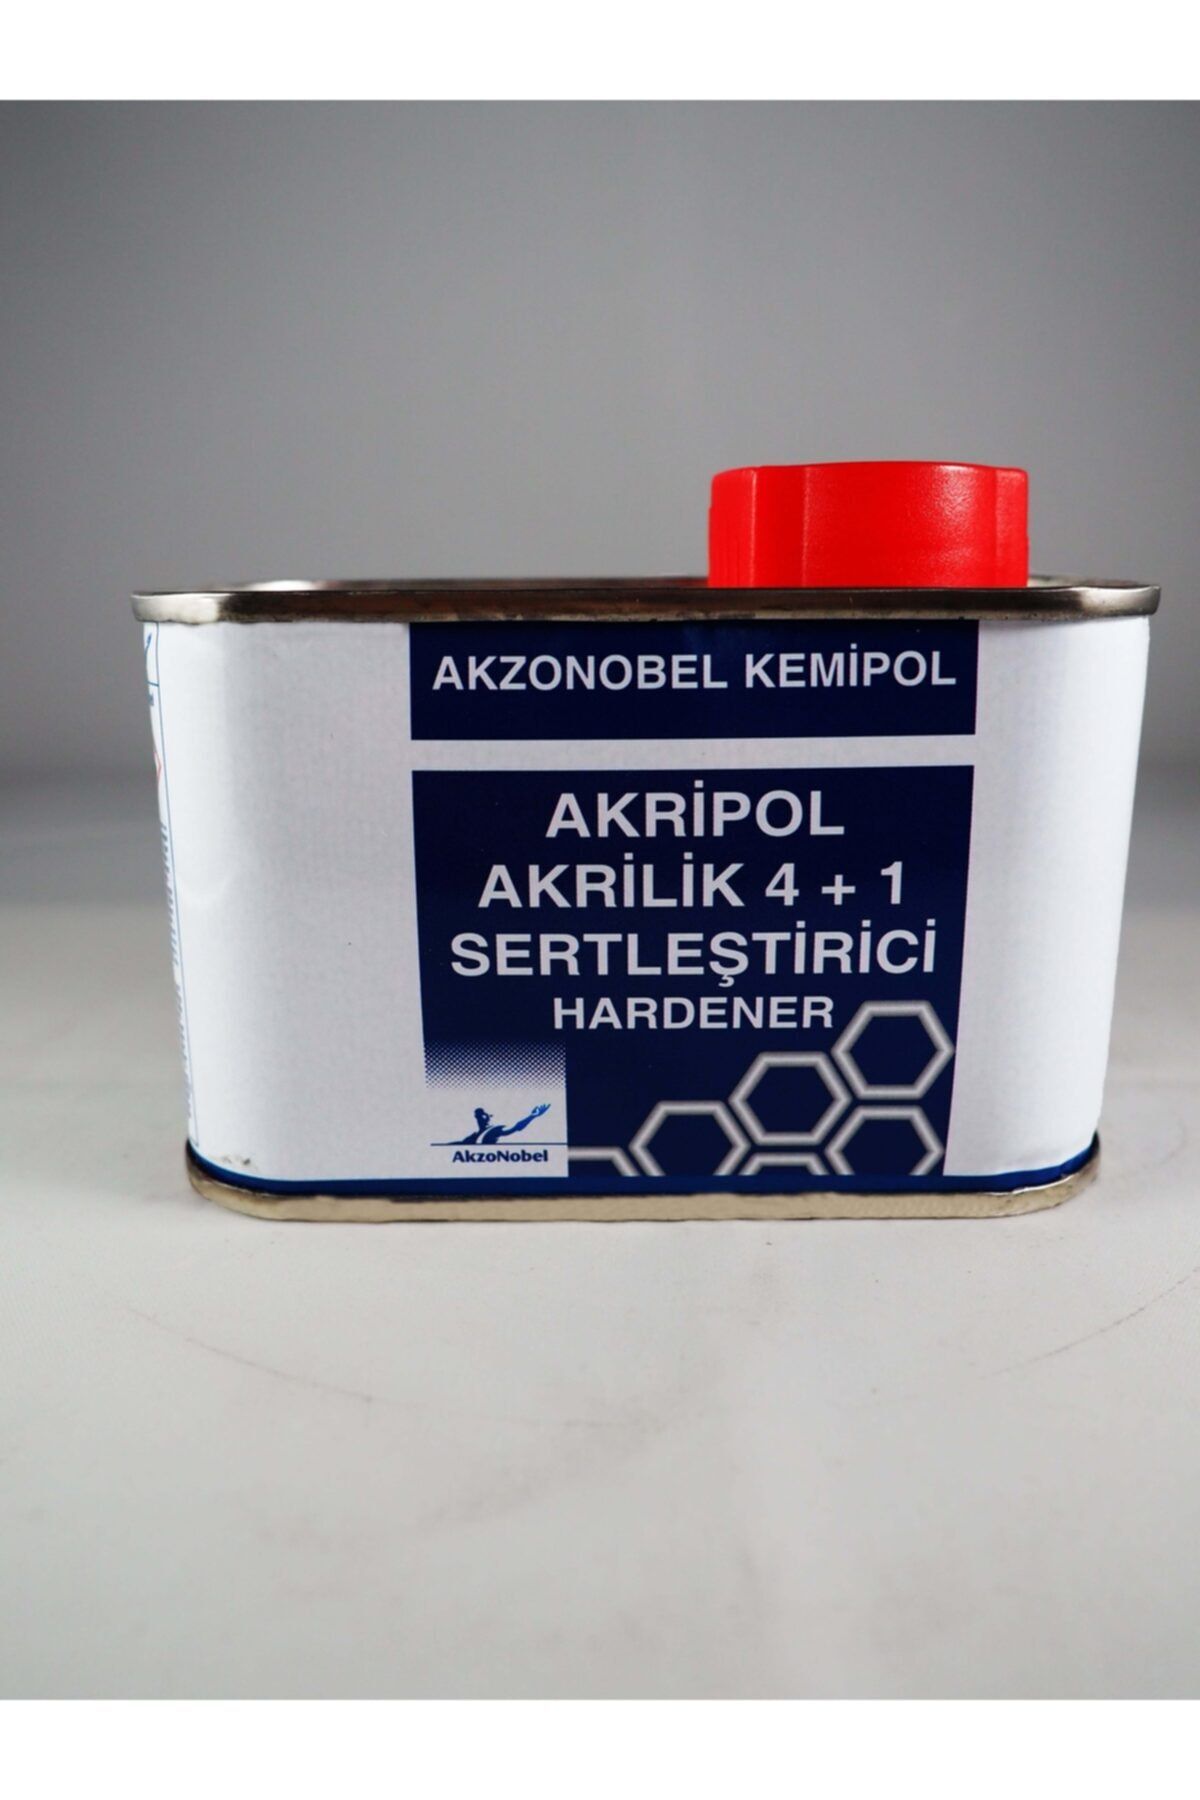 AKZONOBEL KEMİPOL
AKRİPOL
AKRİLİK 4 + 1
SERTLEŞTİRİCİ
HARDENER
AkzoNobel